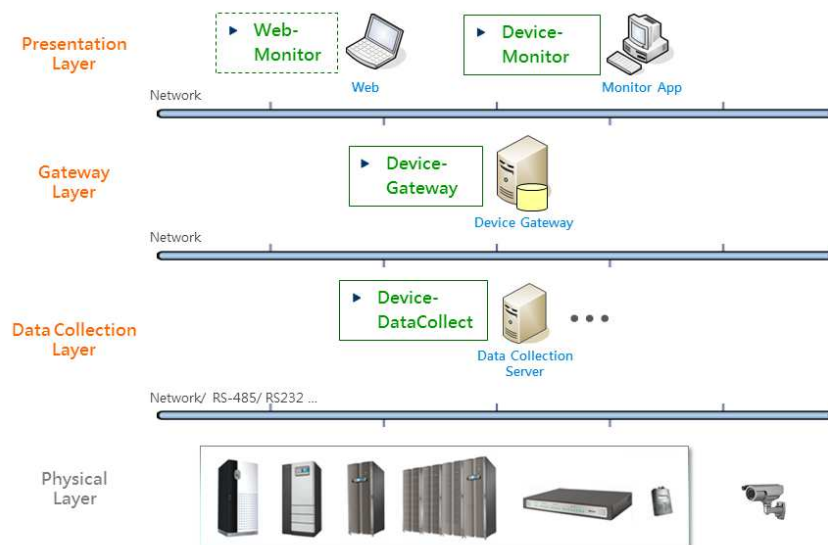 Presentation
Layer
Web-
Monitor
Web
Device-
Monitor
Monitor App
Network
Gateway
Layer
Device-
Gateway
Device Gateway
Network
Data Collection
Layer
Device-
DataCollect
Data Collection
Server
Network/ RS-485/ RS232 ...
Physical
Layer